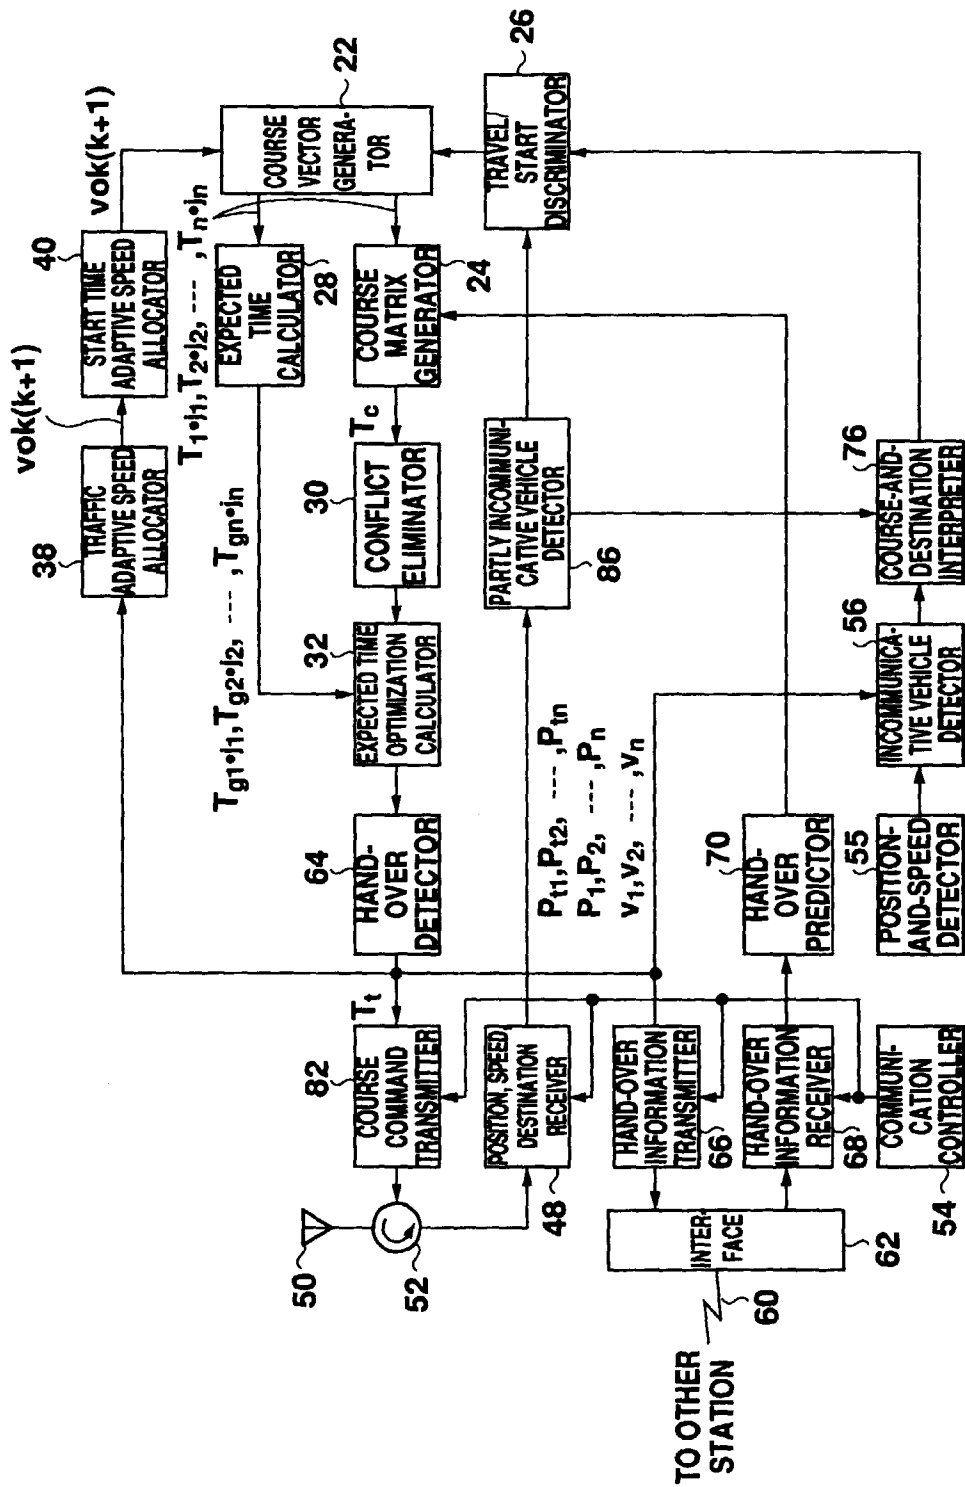 vok(k+1)
40
START TIME
ADAPTIVE SPEED
ALLOCATOR
vok(k+1)
38
TRAFFIC
ADAPTIVE SPEED
ALLOCATOR
22
COURSE
VECTOR
GENERA-
TOR
T1•j1,T2•j2, --- ,Tn•jn
EXPECTED
TIME
CALCULATOR
28
Tg1•j1,Tg2•j2, --- ,Tgn•jn
COURSE
MATRIX
GENERATOR
24
Tc
30
CONFLICT
ELIMINATOR
32
EXPECTED TIME
OPTIMIZATION
CALCULATOR
64
HAND-
OVER
DETECTOR
Tt
82
COURSE
COMMAND
TRANSMITTER
50
52
26
TRAVEL/
START
DISCRIMINATOR
PARTLY INCOMMUNI-
CATIVE VEHICLE
DETECTOR
86
Pt1,Pt2, --- ,Ptn
P1,P2, --- ,Pn
v1,v2, --- ,vn
POSITION, SPEED
DESTINATION
RECEIVER
48
HAND-OVER
INFORMATION
TRANSMITTER
66
70
HAND-
OVER
PREDICTOR
HAND-OVER
INFORMATION
RECEIVER
68
INTER-
FACE
62
60
TO OTHER
STATION
76
COURSE-AND-
DESTINATION
INTERPRETER
56
INCOMMUNICA-
TIVE VEHICLE
DETECTOR
55
POSITION-
AND-SPEED
DETECTOR
COMMUNI-
CATION
CONTROLLER
54